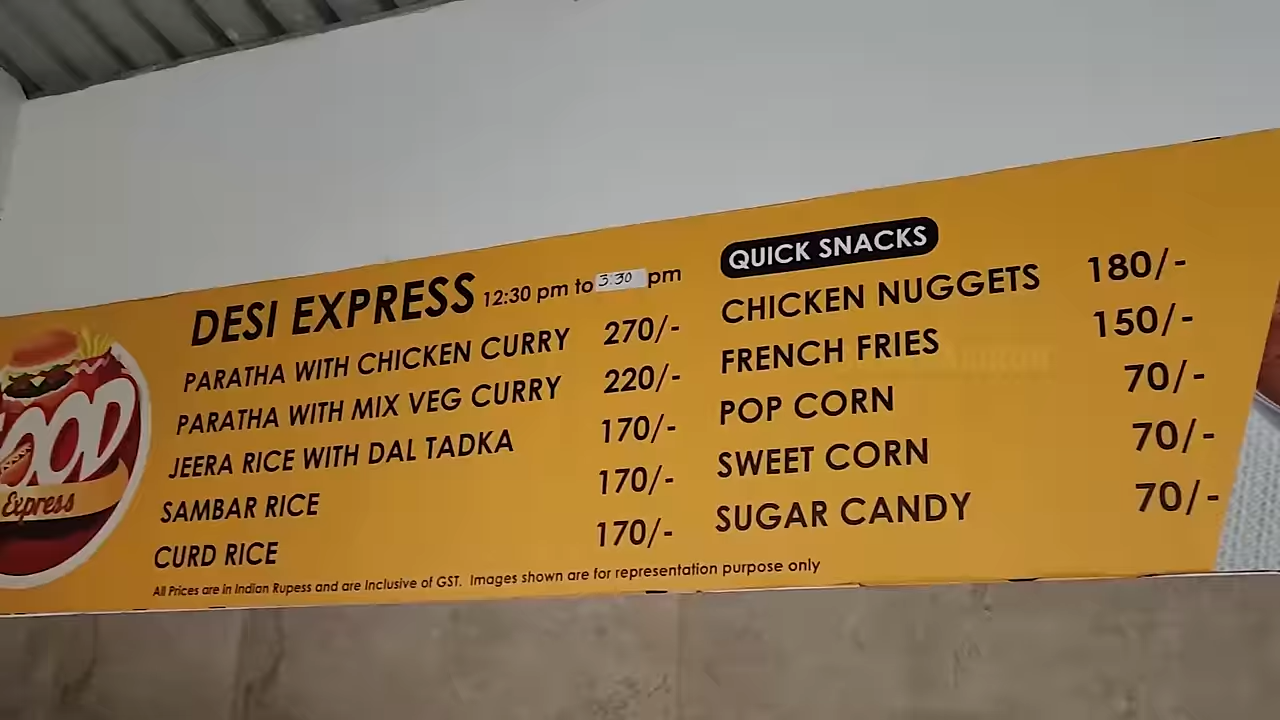 DESI EXPRESS 12:30 pm to 3:30 pm
PARATHA WITH CHICKEN CURRY 270/-
PARATHA WITH MIX VEG CURRY 220/-
JEERA RICE WITH DAL TADKA 170/-
SAMBAR RICE 170/-
CURD RICE 170/-
QUICK SNACKS
CHICKEN NUGGETS 180/-
FRENCH FRIES 150/-
POP CORN 70/-
SWEET CORN 70/-
SUGAR CANDY 70/-
All Prices are in Indian Rupess and are Inclusive of GST. Images shown are for representation purpose only
OOD
Express